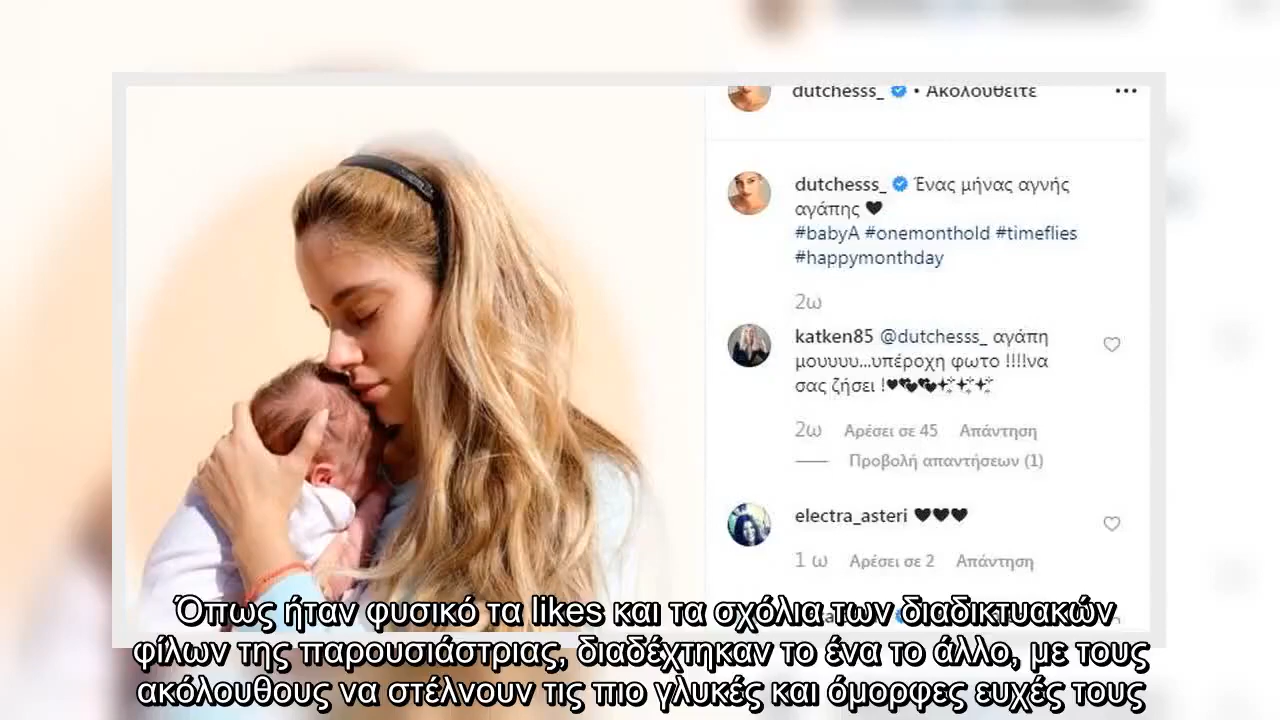 dutchesss_ • Ακολουθείτε
dutchesss_ Ένας μήνας αγνής
αγάπης 🖤
#babyA #onemonthold #timeflies
#happymonthday
2ω
katken85 @dutchesss_ αγάπη
μουυυυ...υπέροχη φωτο !!!!να
σας ζήσει !♥💕💕✨✨✨
2ω Αρέσει σε 45 Απάντηση
Προβολή απαντήσεων (1)
electra_asteri 🖤🖤🖤
1 ω Αρέσει σε 2 Απάντηση
Όπως ήταν φυσικό τα likes και τα σχόλια των διαδικτυακών
φίλων της παρουσιάστριας, διαδέχτηκαν το ένα το άλλο, με τους
ακόλουθους να στέλνουν τις πιο γλυκές και όμορφες ευχές τους